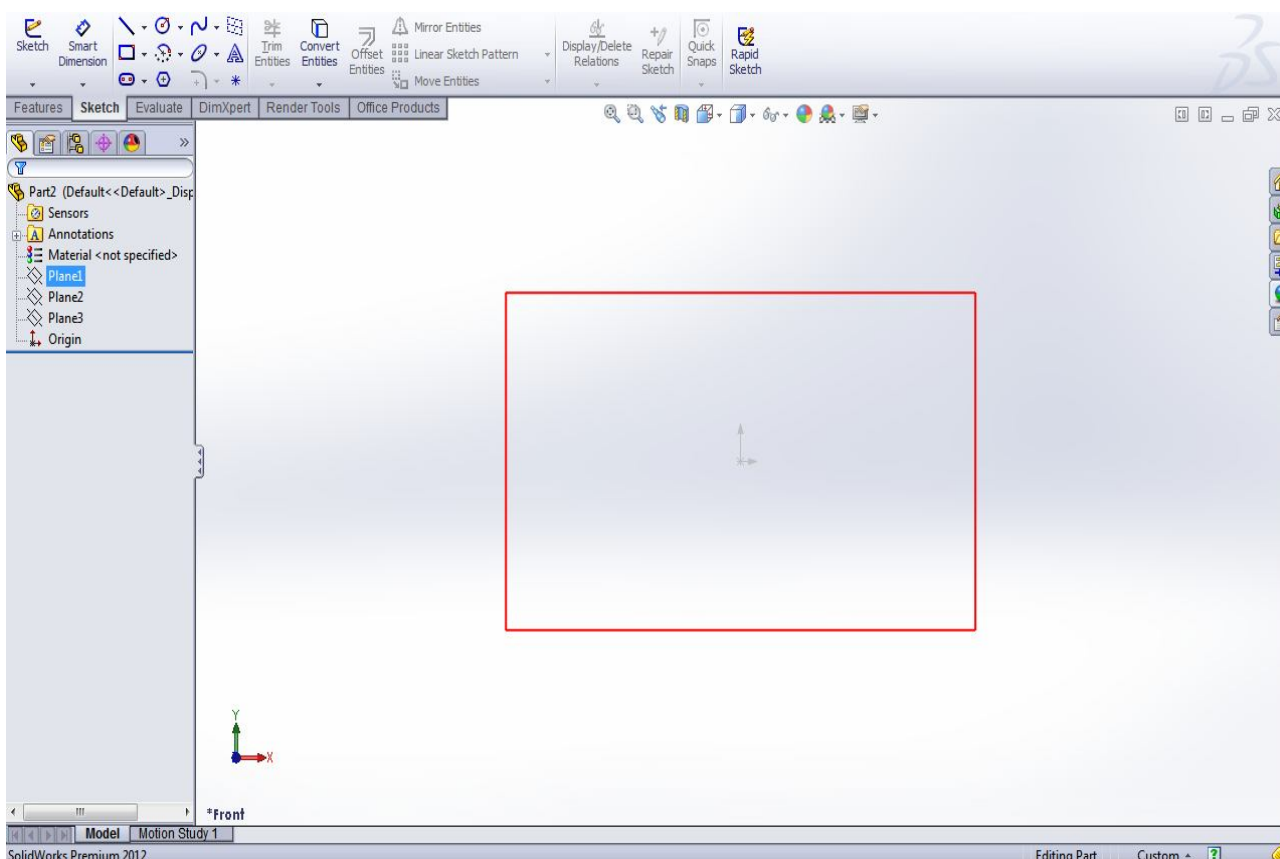 Sketch
Smart Dimension
Trim Entities
Convert Entities
Offset Entities
Mirror Entities
Linear Sketch Pattern
Move Entities
Display/Delete Relations
Repair Sketch
Quick Snaps
Rapid Sketch
Features Sketch Evaluate DimXpert Render Tools Office Products
Part2 (Default<<Default>_Disp
Sensors
Annotations
Material <not specified>
Plane1
Plane2
Plane3
Origin
Y
X
*Front
Model Motion Study 1
SolidWorks Premium 2012 Editing Part Custom